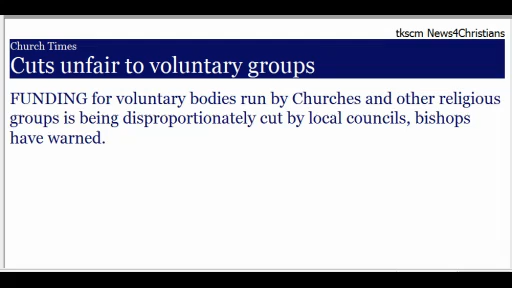 tkscm News4Christians
Church Times
Cuts unfair to voluntary groups
FUNDING for voluntary bodies run by Churches and other religious
groups is being disproportionately cut by local councils, bishops
have warned.